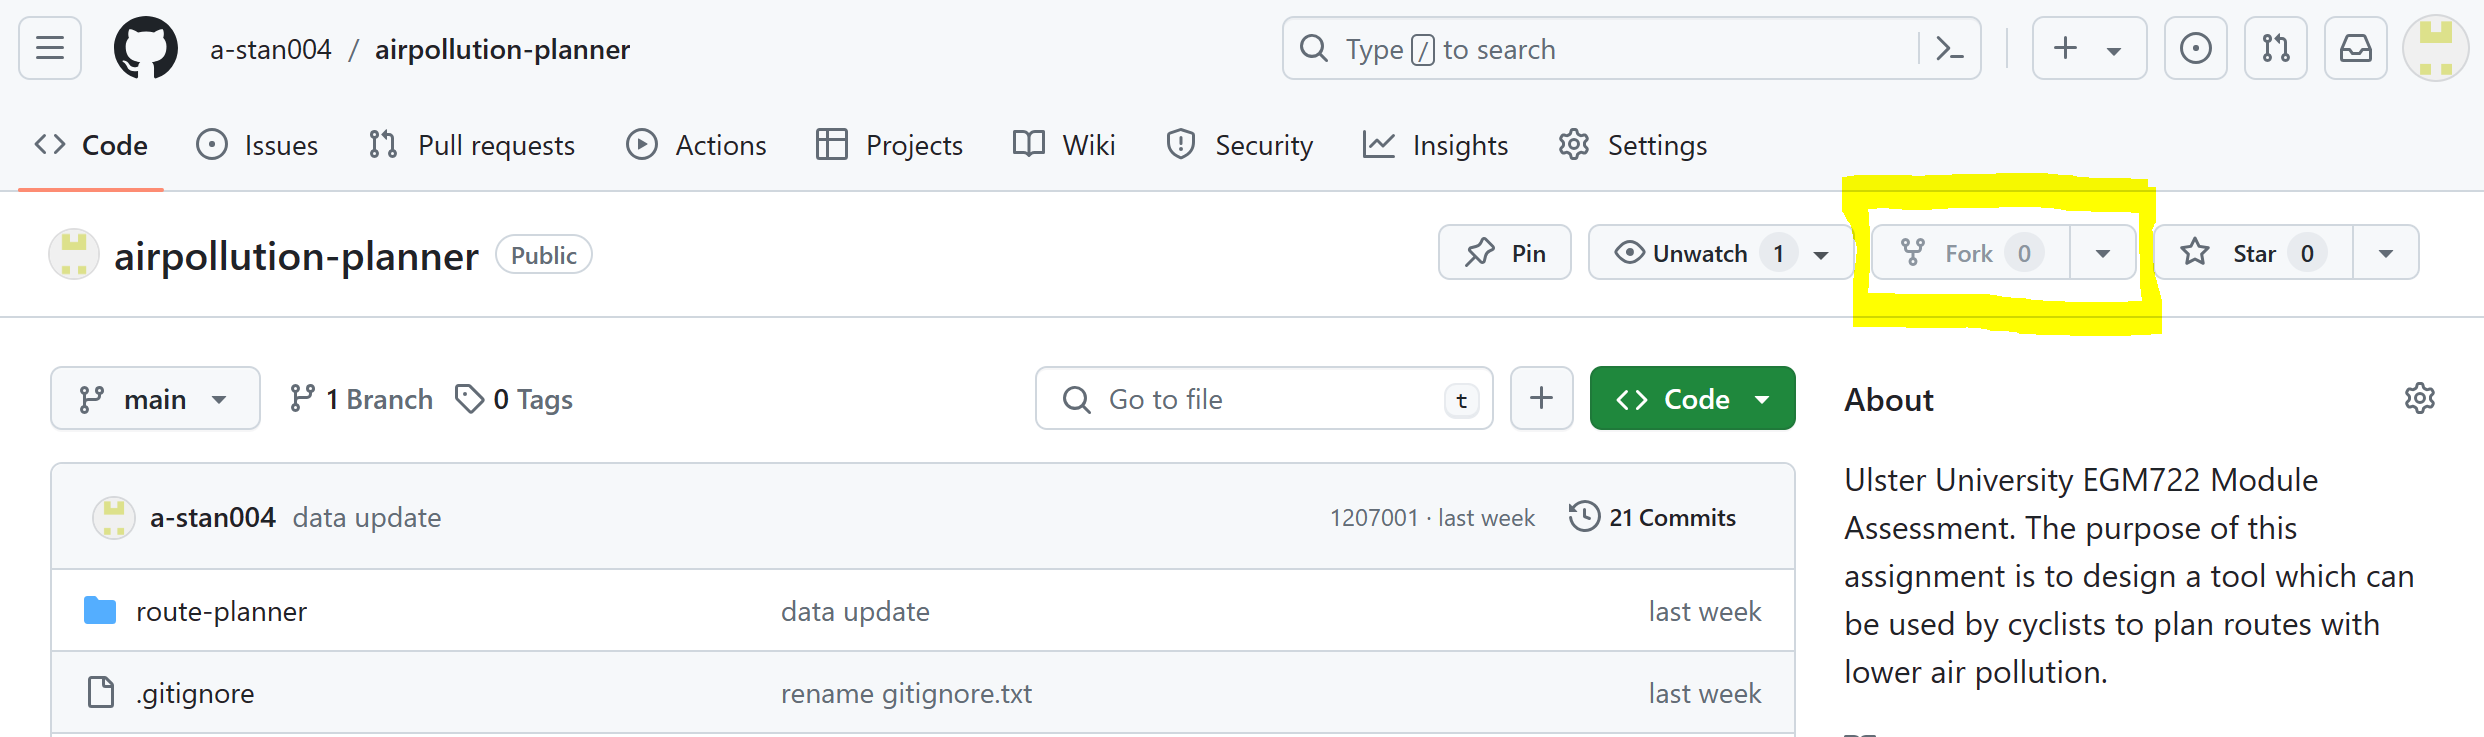 a-stan004 / airpollution-planner
Type / to search
Code Issues Pull requests Actions Projects Wiki Security Insights Settings
airpollution-planner Public
Pin Unwatch 1 Fork 0 Star 0
main 1 Branch 0 Tags
Go to file t
Code
a-stan004 data update 1207001 · last week 21 Commits
route-planner data update last week
.gitignore rename gitignore.txt last week
About
Ulster University EGM722 Module
Assessment. The purpose of this
assignment is to design a tool which can
be used by cyclists to plan routes with
lower air pollution.